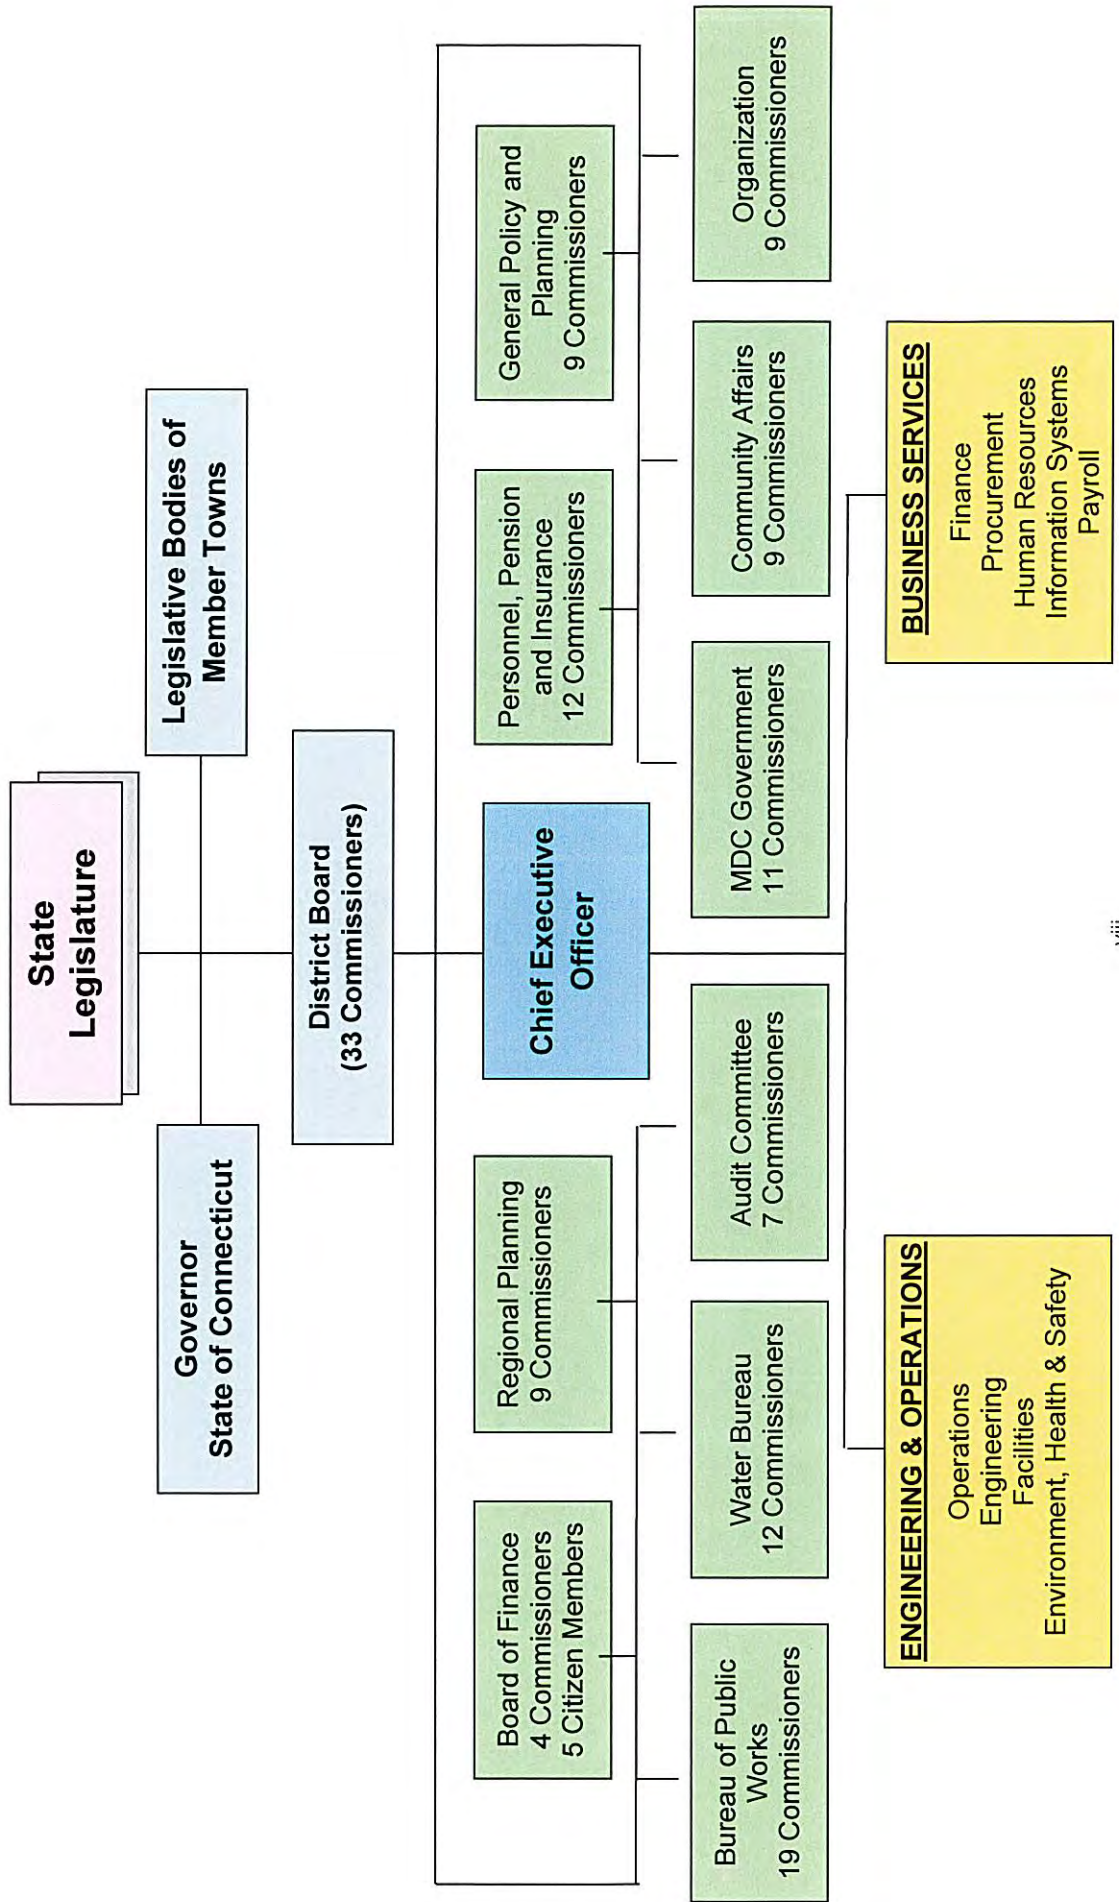 State
Legislature
Governor
State of Connecticut
Legislative Bodies of
Member Towns
District Board
(33 Commissioners)
Board of Finance
4 Commissioners
5 Citizen Members
Regional Planning
9 Commissioners
Chief Executive
Officer
Personnel, Pension
and Insurance
12 Commissioners
General Policy and
Planning
9 Commissioners
Bureau of Public
Works
19 Commissioners
Water Bureau
12 Commissioners
Audit Committee
7 Commissioners
MDC Government
11 Commissioners
Community Affairs
9 Commissioners
Organization
9 Commissioners
ENGINEERING & OPERATIONS
Operations
Engineering
Facilities
Environment, Health & Safety
BUSINESS SERVICES
Finance
Procurement
Human Resources
Information Systems
Payroll
viii